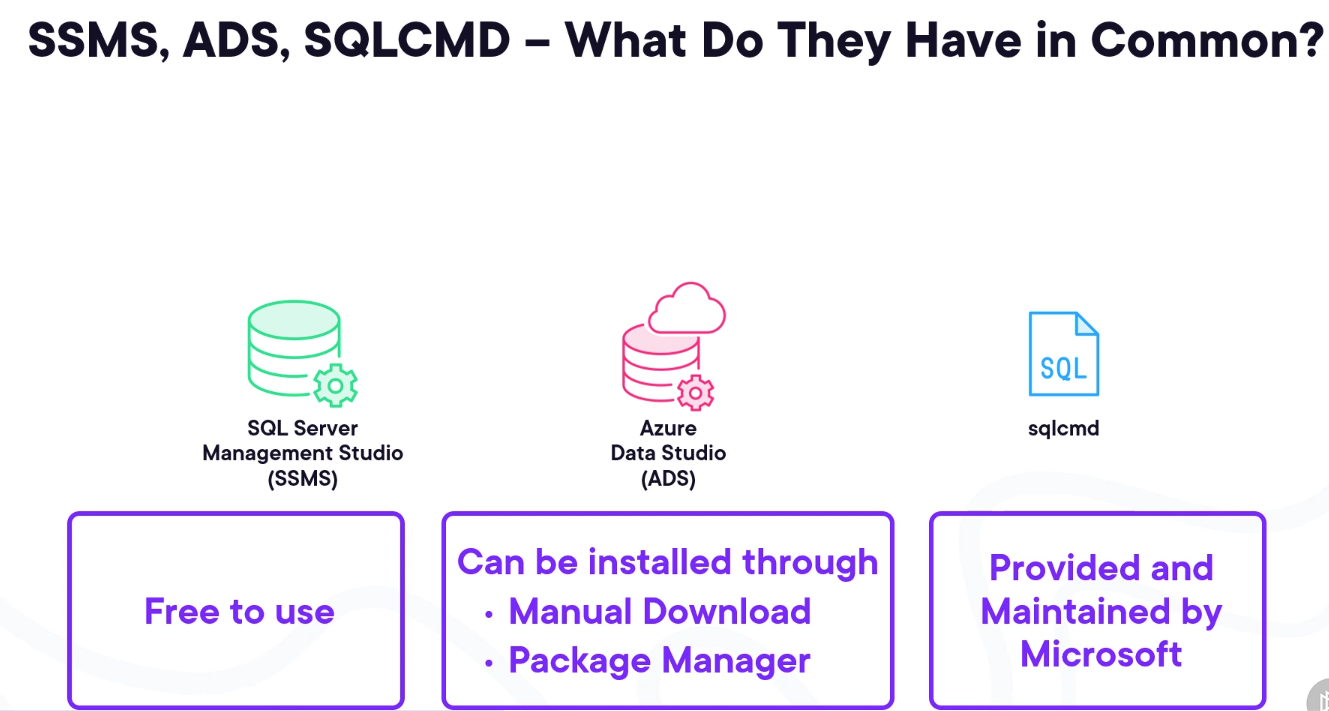 SSMS, ADS, SQLCMD – What Do They Have in Common?
SQL
SQL Server
Management Studio
(SSMS)
Azure
Data Studio
(ADS)
sqlcmd
Free to use
Can be installed through
• Manual Download
• Package Manager
Provided and
Maintained by
Microsoft